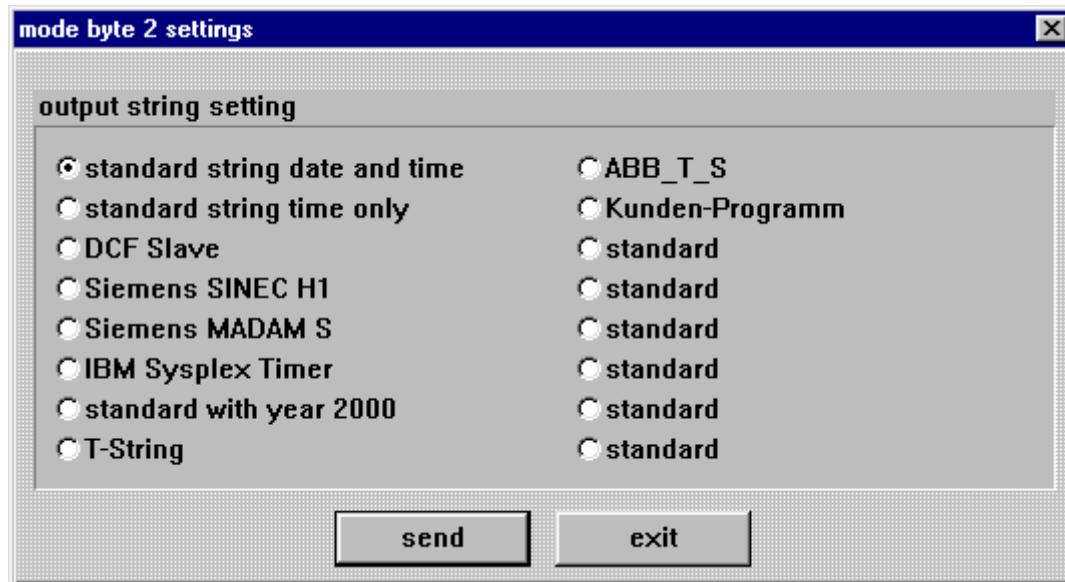 mode byte 2 settings
output string setting
standard string date and time
standard string time only
DCF Slave
Siemens SINEC H1
Siemens MADAM S
IBM Sysplex Timer
standard with year 2000
T-String
ABB_T_S
Kunden-Programm
standard
standard
standard
standard
standard
standard
send
exit